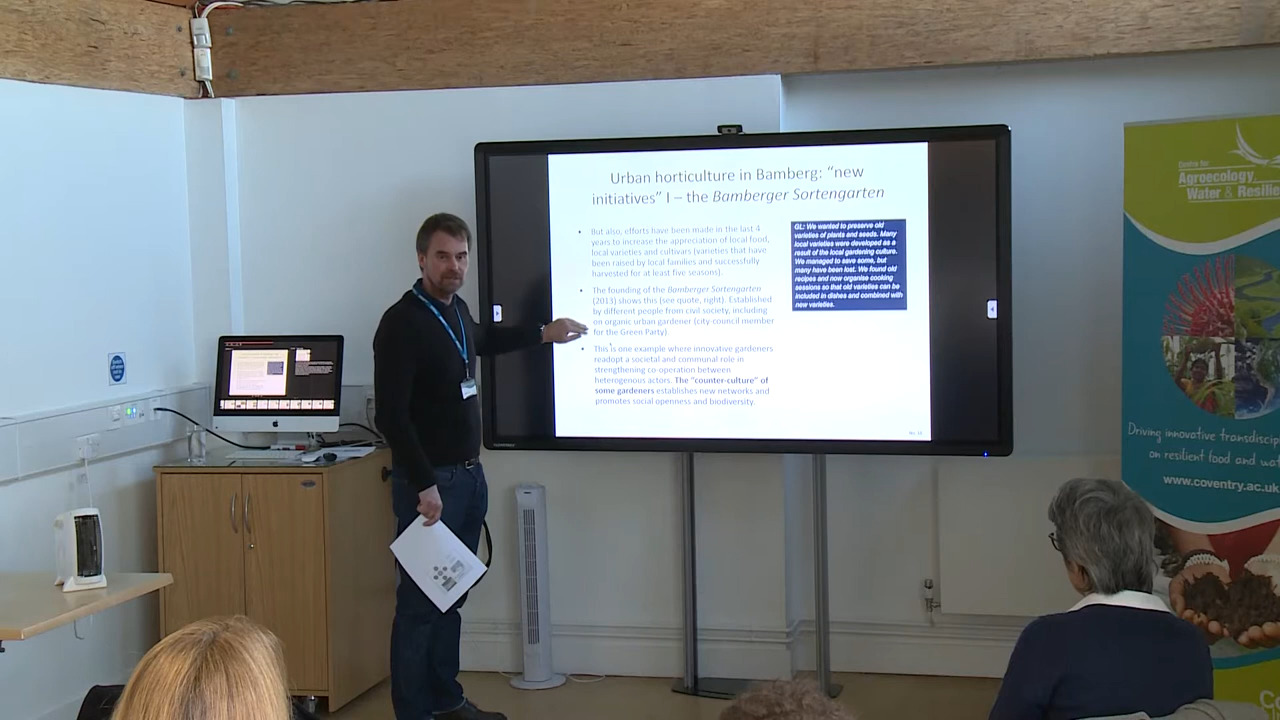 Urban horticulture in Bamberg: “new
initiatives” I – the Bamberger Sortengarten
• But also, efforts have been made in the last 4
years to increase the appreciation of local food,
local varieties and cultivars (varieties that have
been raised by local families and successfully
harvested for at least five seasons).
• The founding of the Bamberger Sortengarten
(2013) shows this (see quote, right). Established
by different people from civil society, including
on organic urban gardener (city-council member
for the Green Party).
• This is one example where innovative gardeners
readopt a societal and communal role in
strengthening co-operation between
heterogenous actors. The "counter-culture" of
some gardeners establishes new networks and
promotes social openness and biodiversity.
GL: We wanted to preserve old
varieties of plants and seeds. Many
local varieties were developed as a
result of the local gardening culture.
We managed to save some, but
many have been lost. We found old
recipes and now organise cooking
sessions so that old varieties can be
included in dishes and combined with
new varieties.
Centre for
Agroecology
Water & Resilie
Driving innovative transdiscip
on resilient food and wat
www.coventry.ac.uk